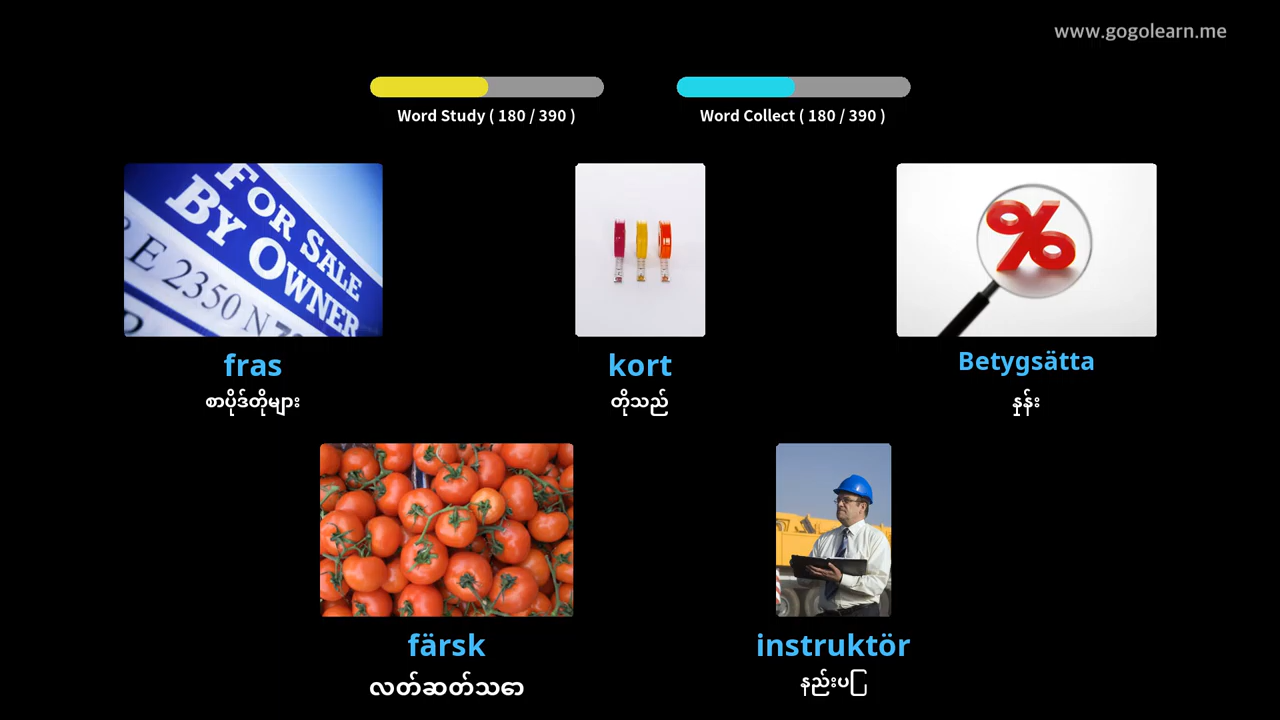 www.gogolearn.me
Word Study ( 180 / 390 )
Word Collect ( 180 / 390 )
FOR SALE
BY OWNER
E 2350 N
%
fras
kort
Betygsätta
စာပိုဒ်တိုများ
တိုသည်
နှုန်း
färsk
instruktör
လတ်ဆတ်သော
နည်းပြ